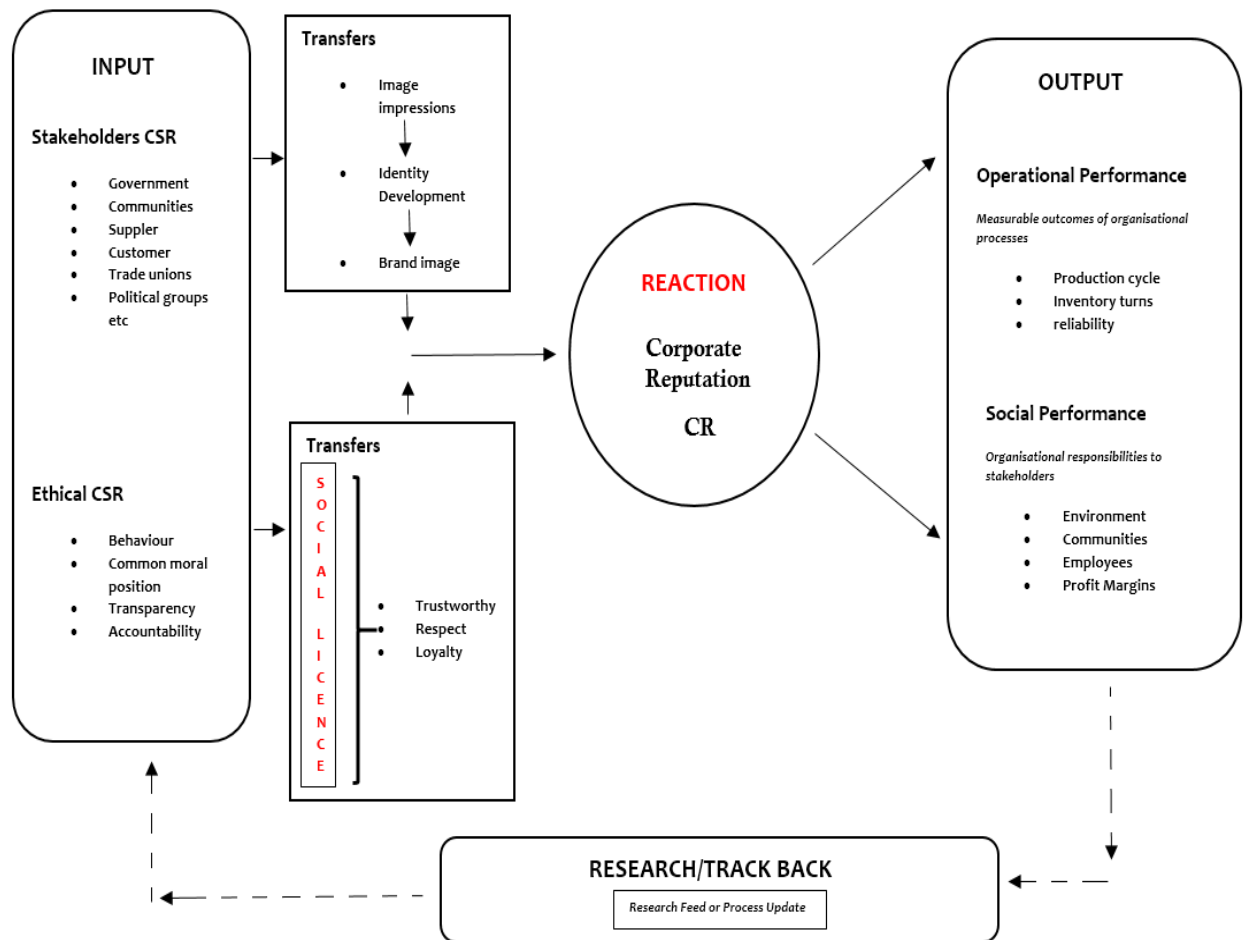 INPUT
Stakeholders CSR
Government
Communities
Suppler
Customer
Trade unions
Political groups
etc
Ethical CSR
Behaviour
Common moral
position
Transparency
Accountability
Transfers
Image
impressions
Identity
Development
Brand image
Transfers
SOCIAL LICENCE
Trustworthy
Respect
Loyalty
REACTION
Corporate
Reputation
CR
OUTPUT
Operational Performance
Measurable outcomes of organisational
processes
Production cycle
Inventory turns
reliability
Social Performance
Organisational responsibilities to
stakeholders
Environment
Communities
Employees
Profit Margins
RESEARCH/TRACK BACK
Research Feed or Process Update